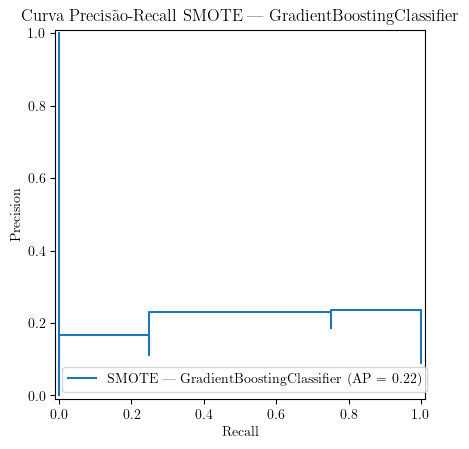 Curva Precisão-Recall SMOTE — GradientBoostingClassifier
1.0
0.8
0.6
0.4
0.2
0.0
Precision
SMOTE — GradientBoostingClassifier (AP = 0.22)
0.0 0.2 0.4 0.6 0.8 1.0
Recall